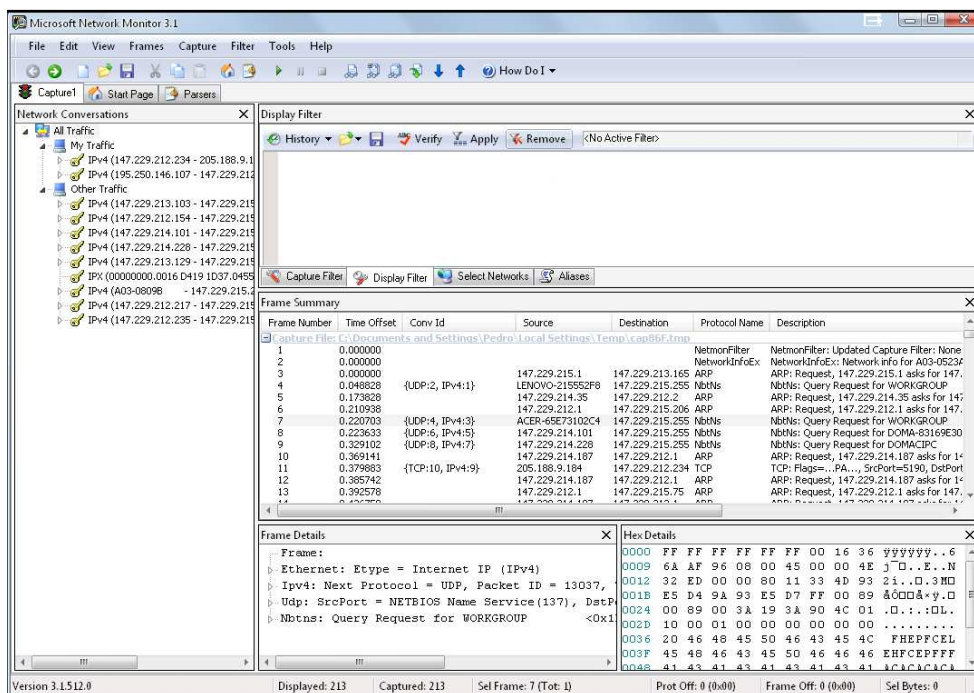 Microsoft Network Monitor 3.1
File Edit View Frames Capture Filter Tools Help
How Do I
Capture1 Start Page Parsers
Network Conversations
All Traffic
My Traffic
IPv4 (147.229.212.234 - 205.188.9.1
IPv4 (195.250.146.107 - 147.229.212
Other Traffic
IPv4 (147.229.213.103 - 147.229.215
IPv4 (147.229.212.154 - 147.229.215
IPv4 (147.229.214.101 - 147.229.215
IPv4 (147.229.214.228 - 147.229.215
IPv4 (147.229.213.129 - 147.229.215
IPX (00000000.0016 D419 1D37.0455
IPv4 (A03-0809B - 147.229.215.2
IPv4 (147.229.212.217 - 147.229.215
IPv4 (147.229.212.235 - 147.229.215
Display Filter
History Verify Apply Remove <No Active Filter>
Capture Filter Display Filter Select Networks Aliases
Frame Summary
Frame Number Time Offset Conv Id Source Destination Protocol Name Description
Capture File: C:\Documents and Settings\Pedro\Local Settings\Temp\cap86F.tmp
1 0.000000 NetmonFilter NetmonFilter: Updated Capture Filter: None
2 0.000000 NetworkInfoEx NetworkInfoEx: Network info for A03-0523A
3 0.000000 147.229.215.1 147.229.213.165 ARP ARP: Request, 147.229.215.1 asks for 147.
4 0.048828 {UDP:2, IPv4:1} LENOVO-215552F8 147.229.215.255 NbtNs NbtNs: Query Request for WORKGROUP
5 0.173828 147.229.214.35 147.229.212.2 ARP ARP: Request, 147.229.214.35 asks for 147
6 0.210938 147.229.212.1 147.229.215.206 ARP ARP: Request, 147.229.212.1 asks for 147.
7 0.220703 {UDP:4, IPv4:3} ACER-65E73102C4 147.229.215.255 NbtNs NbtNs: Query Request for WORKGROUP
8 0.223633 {UDP:6, IPv4:5} 147.229.214.101 147.229.215.255 NbtNs NbtNs: Query Request for DOMA-83169E30
9 0.329102 {UDP:8, IPv4:7} 147.229.214.228 147.229.215.255 NbtNs NbtNs: Query Request for DOMACIPC
10 0.369141 147.229.214.187 147.229.212.1 ARP ARP: Request, 147.229.214.187 asks for 14
11 0.379883 {TCP:10, IPv4:9} 205.188.9.184 147.229.212.234 TCP TCP: Flags=...PA..., SrcPort=5190, DstPort
12 0.385742 147.229.214.187 147.229.212.1 ARP ARP: Request, 147.229.214.187 asks for 14
13 0.392578 147.229.212.1 147.229.215.75 ARP ARP: Request, 147.229.212.1 asks for 147.
Frame Details
Frame:
Ethernet: Etype = Internet IP (IPv4)
Ipv4: Next Protocol = UDP, Packet ID = 13037,
Udp: SrcPort = NETBIOS Name Service(137), DstP
Nbtns: Query Request for WORKGROUP <0x1
Hex Details
0000 FF FF FF FF FF FF 00 16 36 ÿÿÿÿÿÿ..6
0009 6A AF 96 08 00 45 00 00 4E
0012 32 ED 00 00 80 11 33 4D 93
001B E5 D4 9A 93 E5 D7 FF 00 89
0024 00 89 00 3A 19 3A 90 4C 01
002D 10 00 01 00 00 00 00 00 00 .........
0036 20 46 48 45 50 46 43 45 4C FHEPFCEL
003F 45 48 46 43 45 50 46 46 46 EHFCEPFFF
0048 41 43 41 43 41 43 41 43 41 ACACACACA
Version 3.1.512.0 Displayed: 213 Captured: 213 Sel Frame: 7 (Tot: 1) Prot Off: 0 (0x00) Frame Off: 0 (0x00) Sel Bytes: 0